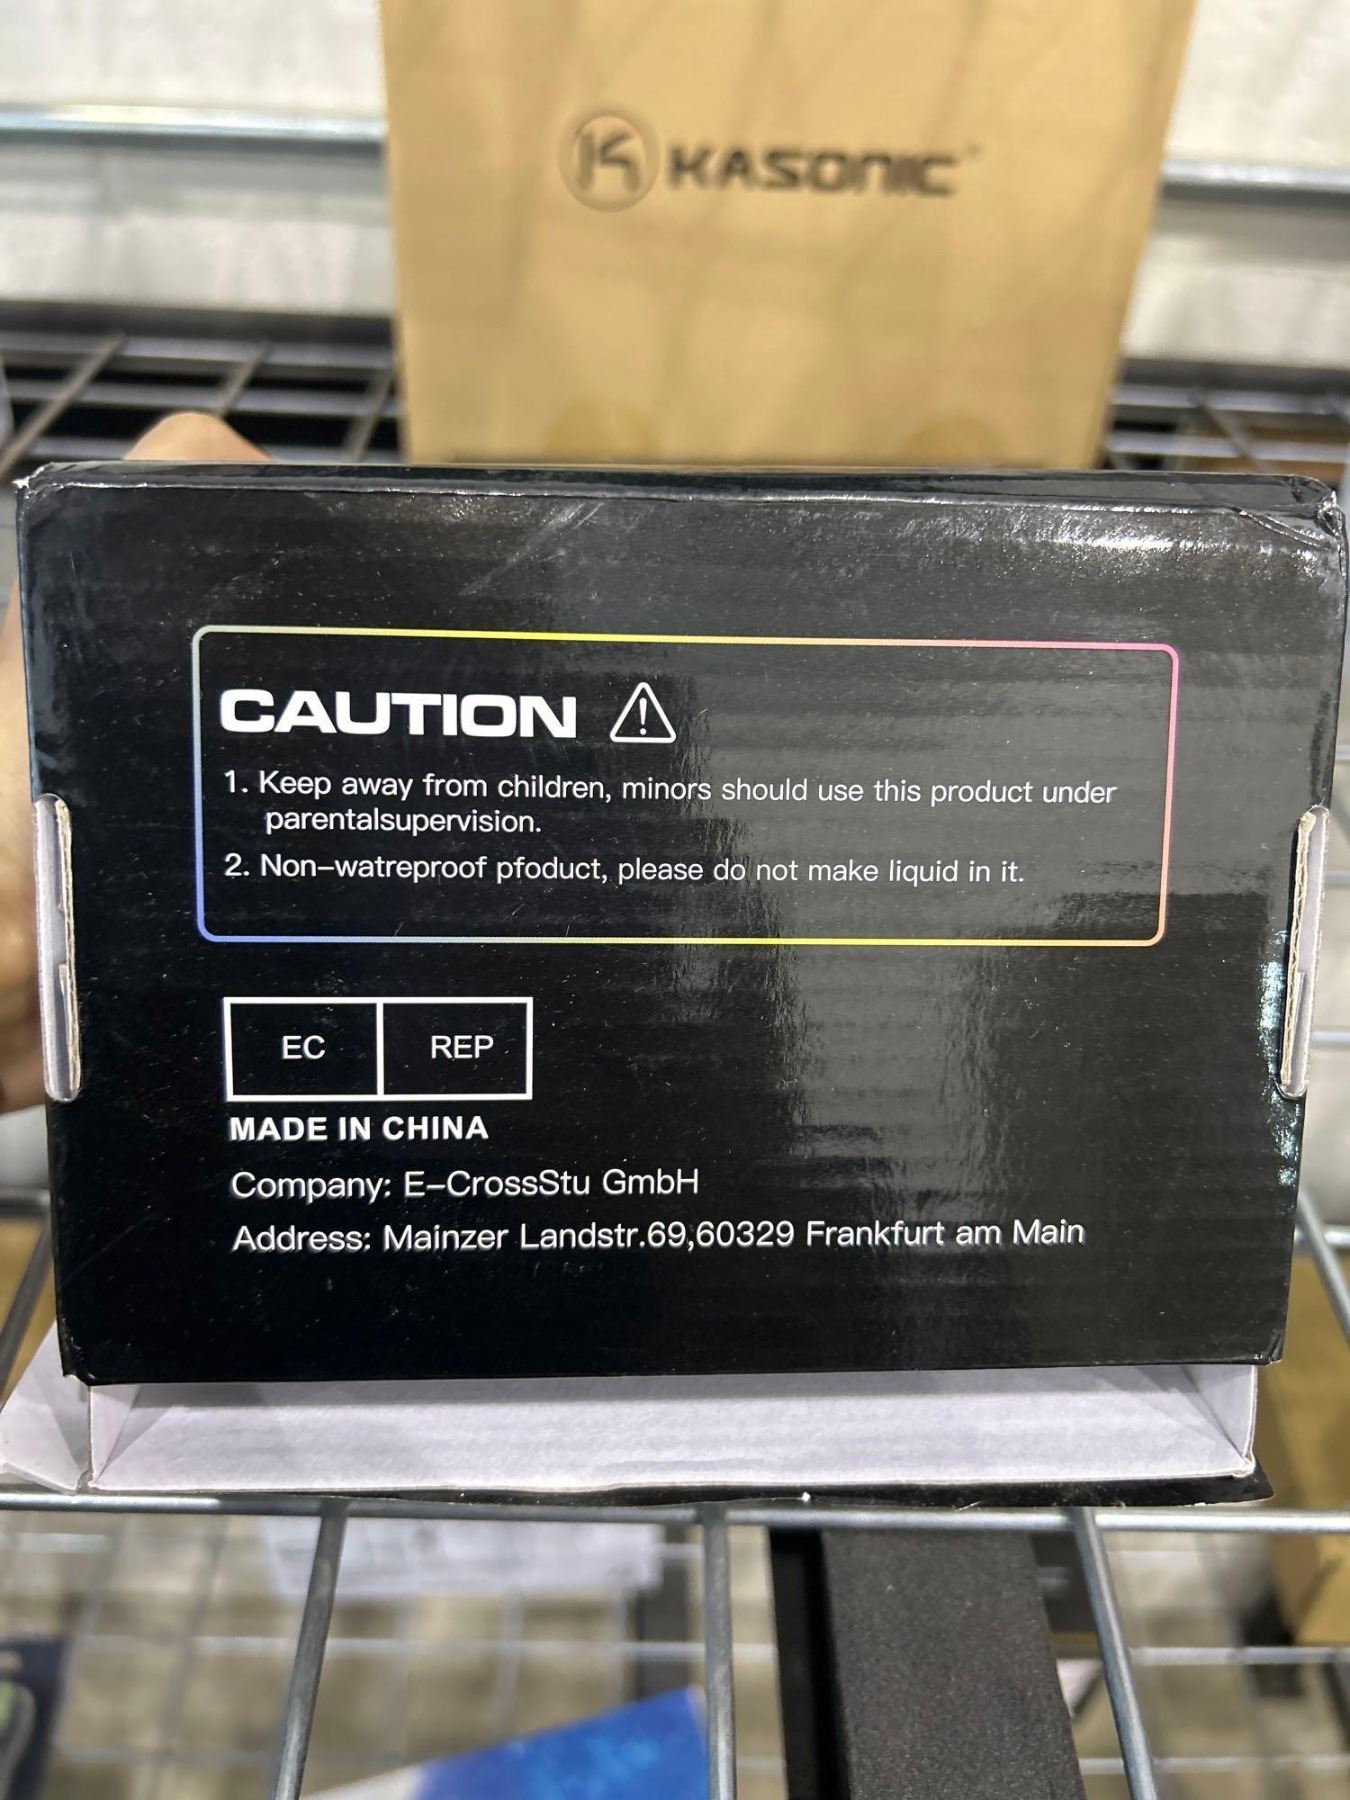 KASONIC
CAUTION
1. Keep away from children, minors should use this product under
parentalsupervision.
2. Non-watreproof pfoduct, please do not make liquid in it.
EC REP
MADE IN CHINA
Company: E-CrossStu GmbH
Address: Mainzer Landstr.69,60329 Frankfurt am Main